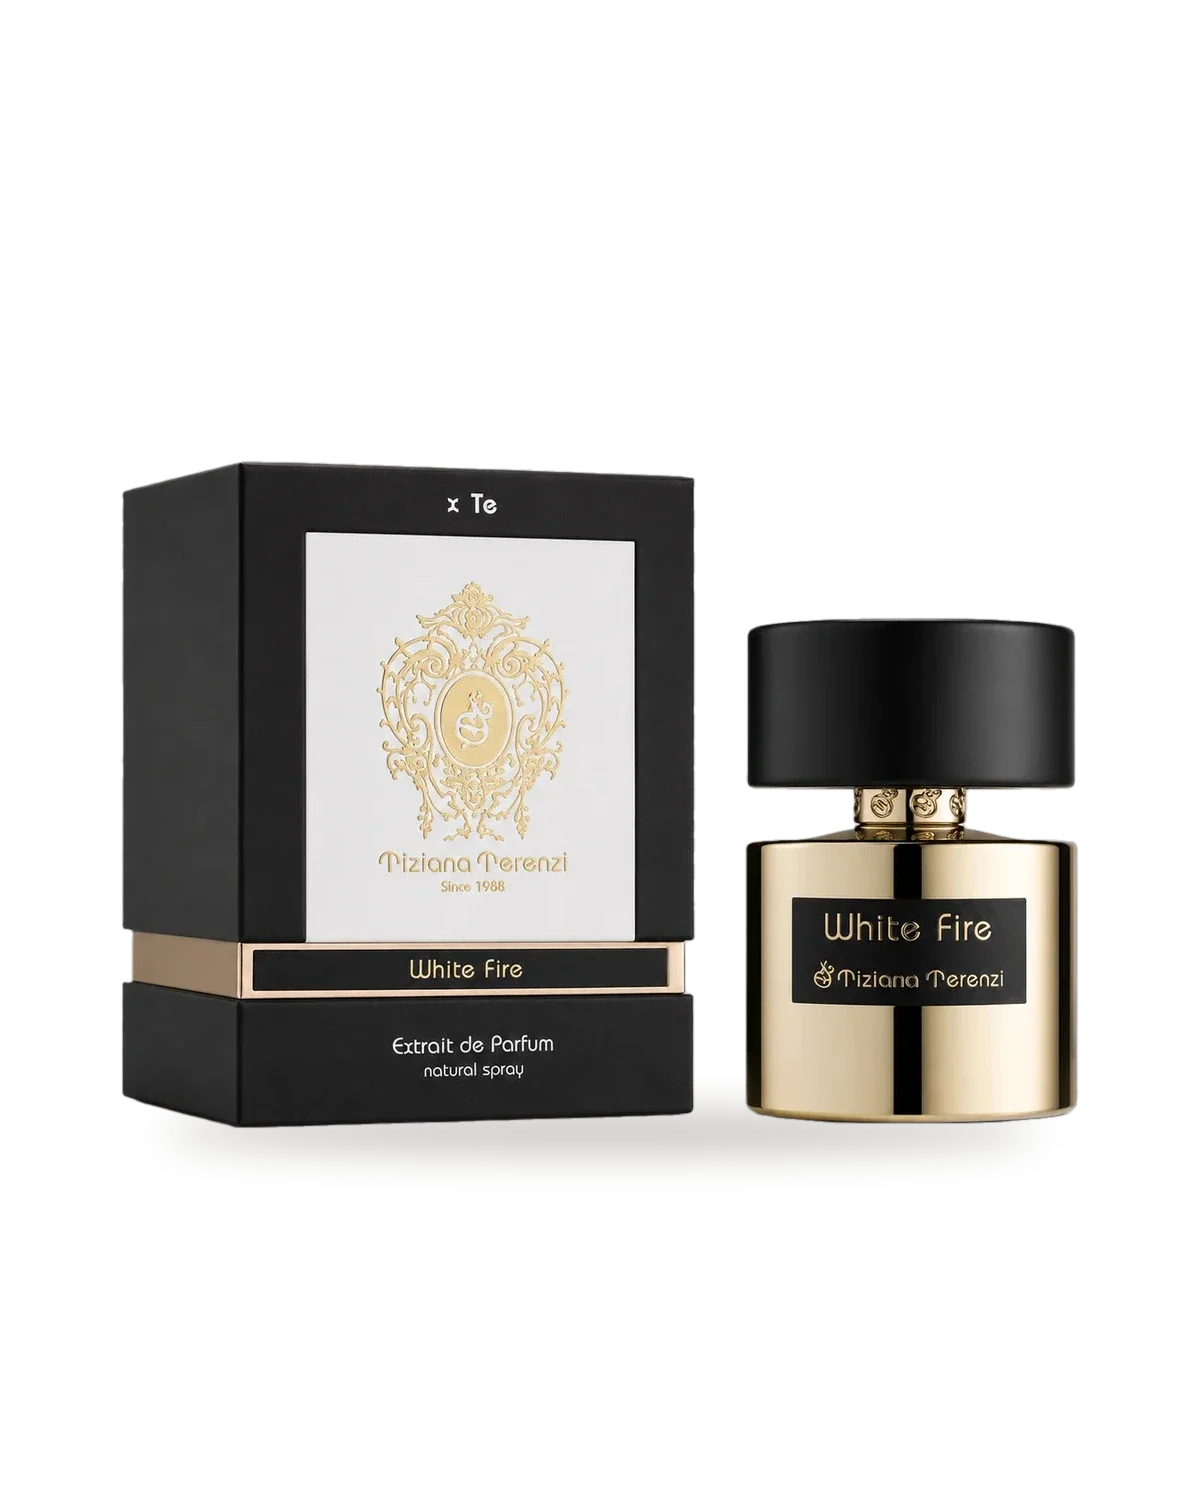 x Te
Tiziana Terenzi
Since 1988
White Fire
Extrait de Parfum
natural spray
White Fire
Tiziana Terenzi